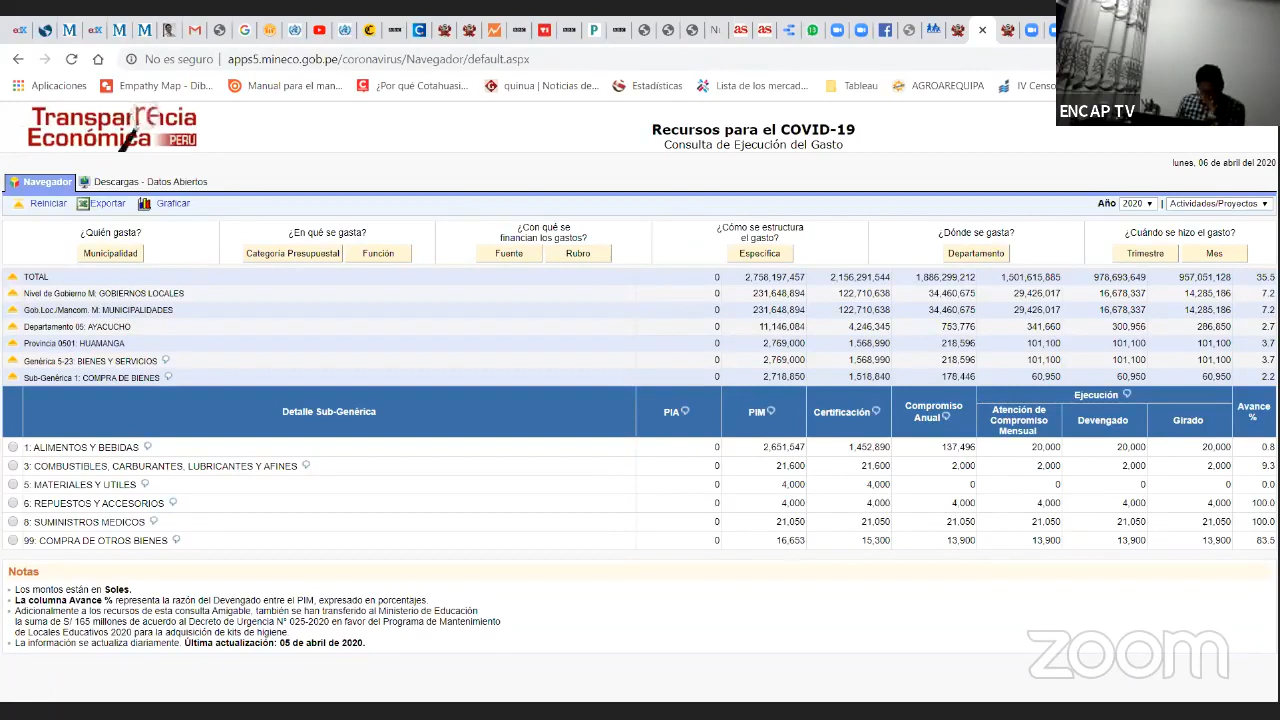 No es seguro | apps5.mineco.gob.pe/coronavirus/Navegador/default.aspx
Aplicaciones Empathy Map - Dib... Manual para el man... ¿Por qué Cotahuasi... quinua | Noticias de... Estadísticas Lista de los mercad... Tableau AGROAREQUIPA IV Censo
ENCAP TV
Transparencia
Económica PERU
Recursos para el COVID-19
Consulta de Ejecución del Gasto
lunes, 06 de abril del 2020
Navegador Descargas - Datos Abiertos
Reiniciar Exportar Graficar Año 2020 | Actividades/Proyectos
¿Quién gasta? ¿En qué se gasta? ¿Con qué se financian los gastos? ¿Cómo se estructura el gasto? ¿Dónde se gasta? ¿Cuándo se hizo el gasto?
Municipalidad Categoría Presupuestal Función Fuente Rubro Específica Departamento Trimestre Mes
TOTAL 0 2,758,197,457 2,156,291,544 1,886,299,212 1,501,615,885 978,693,649 957,051,128 35.5
Nivel de Gobierno M: GOBIERNOS LOCALES 0 231,648,894 122,710,638 34,460,675 29,426,017 16,678,337 14,285,186 7.2
Gob.Loc./Mancom. M: MUNICIPALIDADES 0 231,648,894 122,710,638 34,460,675 29,426,017 16,678,337 14,285,186 7.2
Departamento 05: AYACUCHO 0 11,146,084 4,246,345 753,776 341,660 300,956 286,850 2.7
Provincia 0501: HUAMANGA 0 2,769,000 1,568,990 218,596 101,100 101,100 101,100 3.7
Genérica 5-23: BIENES Y SERVICIOS 0 2,769,000 1,568,990 218,596 101,100 101,100 101,100 3.7
Sub-Genérica 1: COMPRA DE BIENES 0 2,718,850 1,518,840 178,446 60,950 60,950 60,950 2.2
Detalle Sub-Genérica PIA PIM Certificación Compromiso Anual Ejecución Avance %
Atención de Compromiso Mensual Devengado Girado
1: ALIMENTOS Y BEBIDAS 0 2,651,547 1,452,890 137,496 20,000 20,000 20,000 0.8
3: COMBUSTIBLES, CARBURANTES, LUBRICANTES Y AFINES 0 21,600 21,600 2,000 2,000 2,000 2,000 9.3
5: MATERIALES Y UTILES 0 4,000 4,000 0 0 0 0 0.0
6: REPUESTOS Y ACCESORIOS 0 4,000 4,000 4,000 4,000 4,000 4,000 100.0
8: SUMINISTROS MEDICOS 0 21,050 21,050 21,050 21,050 21,050 21,050 100.0
99: COMPRA DE OTROS BIENES 0 16,653 15,300 13,900 13,900 13,900 13,900 83.5
Notas
Los montos están en Soles.
La columna Avance % representa la razón del Devengado entre el PIM, expresado en porcentajes.
Adicionalmente a los recursos de esta consulta Amigable, también se han transferido al Ministerio de Educación
la suma de S/ 165 millones de acuerdo al Decreto de Urgencia N° 025-2020 en favor del Programa de Mantenimiento
de Locales Educativos 2020 para la adquisición de kits de higiene.
La información se actualiza diariamente. Última actualización: 05 de abril de 2020.
zoom